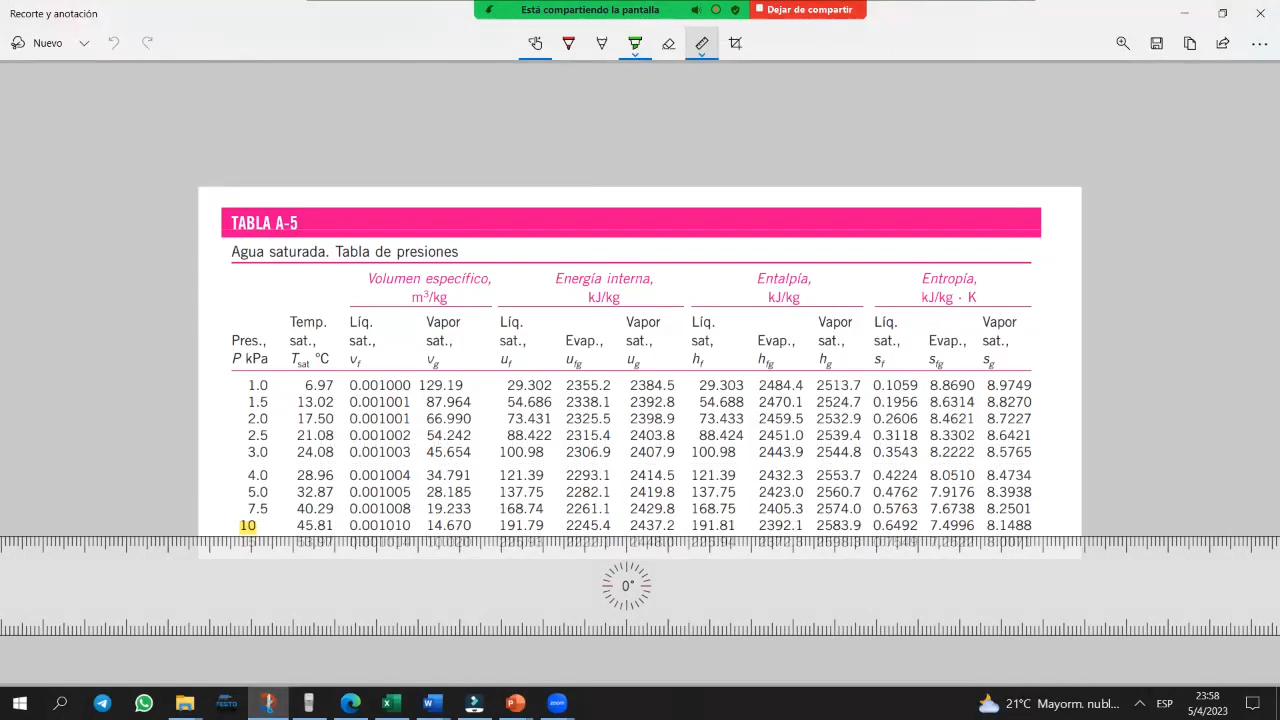 Recorte y anotación
Está compartiendo la pantalla
Dejar de compartir
Nuevo
TABLA A-5
Agua saturada. Tabla de presiones
Volumen específico, Energía interna, Entalpía, Entropía,
m³/kg kJ/kg kJ/kg kJ/kg · K
Temp. Líq. Vapor Líq. Vapor Líq. Vapor Líq. Vapor
Pres., sat., sat., sat., sat., Evap., sat., sat, Evap., sat., sat., Evap., sat.,
P kPa Tsat °C vf vg uf ufg ug hf hfg hg sf sfg sg
1.0 6.97 0.001000 129.19 29.302 2355.2 2384.5 29.303 2484.4 2513.7 0.1059 8.8690 8.9749
1.5 13.02 0.001001 87.964 54.686 2338.1 2392.8 54.688 2470.1 2524.7 0.1956 8.6314 8.8270
2.0 17.50 0.001001 66.990 73.431 2325.5 2398.9 73.433 2459.5 2532.9 0.2606 8.4621 8.7227
2.5 21.08 0.001002 54.242 88.422 2315.4 2403.8 88.424 2451.0 2539.4 0.3118 8.3302 8.6421
3.0 24.08 0.001003 45.654 100.98 2306.9 2407.9 100.98 2443.9 2544.8 0.3543 8.2222 8.5765
4.0 28.96 0.001004 34.791 121.39 2293.1 2414.5 121.39 2432.3 2553.7 0.4224 8.0510 8.4734
5.0 32.87 0.001005 28.185 137.75 2282.1 2419.8 137.75 2423.0 2560.7 0.4762 7.9176 8.3938
7.5 40.29 0.001008 19.233 168.74 2261.1 2429.8 168.75 2405.3 2574.0 0.5763 7.6738 8.2501
10 45.81 0.001010 14.670 191.79 2245.4 2437.2 191.81 2392.1 2583.9 0.6492 7.4996 8.1488
0°
FESTO
zoom
21°C Mayorm. nubl...
ESP
23:58
5/4/2023